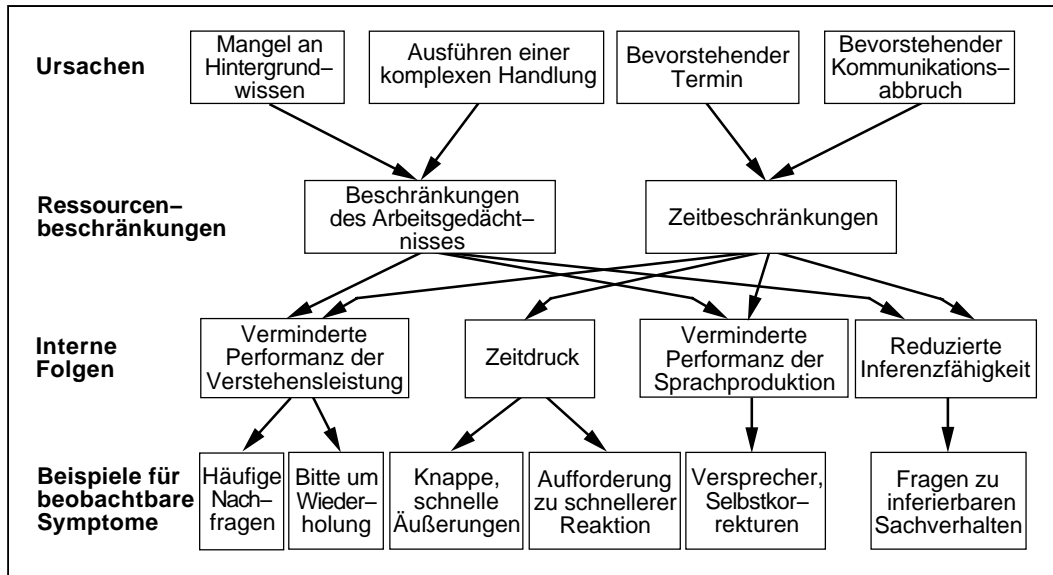 Ursachen
Mangel an
Hintergrund–
wissen
Ausführen einer
komplexen Handlung
Bevorstehender
Termin
Bevorstehender
Kommunikations–
abbruch
Ressourcen–
beschränkungen
Beschränkungen
des Arbeitsgedächt–
nisses
Zeitbeschränkungen
Interne
Folgen
Verminderte
Performanz der
Verstehensleistung
Zeitdruck
Verminderte
Performanz der
Sprachproduktion
Reduzierte
Inferenzfähigkeit
Beispiele für
beobachtbare
Symptome
Häufige
Nach-
fragen
Bitte um
Wieder-
holung
Knappe,
schnelle
Äußerungen
Aufforderung
zu schnellerer
Reaktion
Versprecher,
Selbstkor–
rekturen
Fragen zu
inferierbaren
Sachverhalten